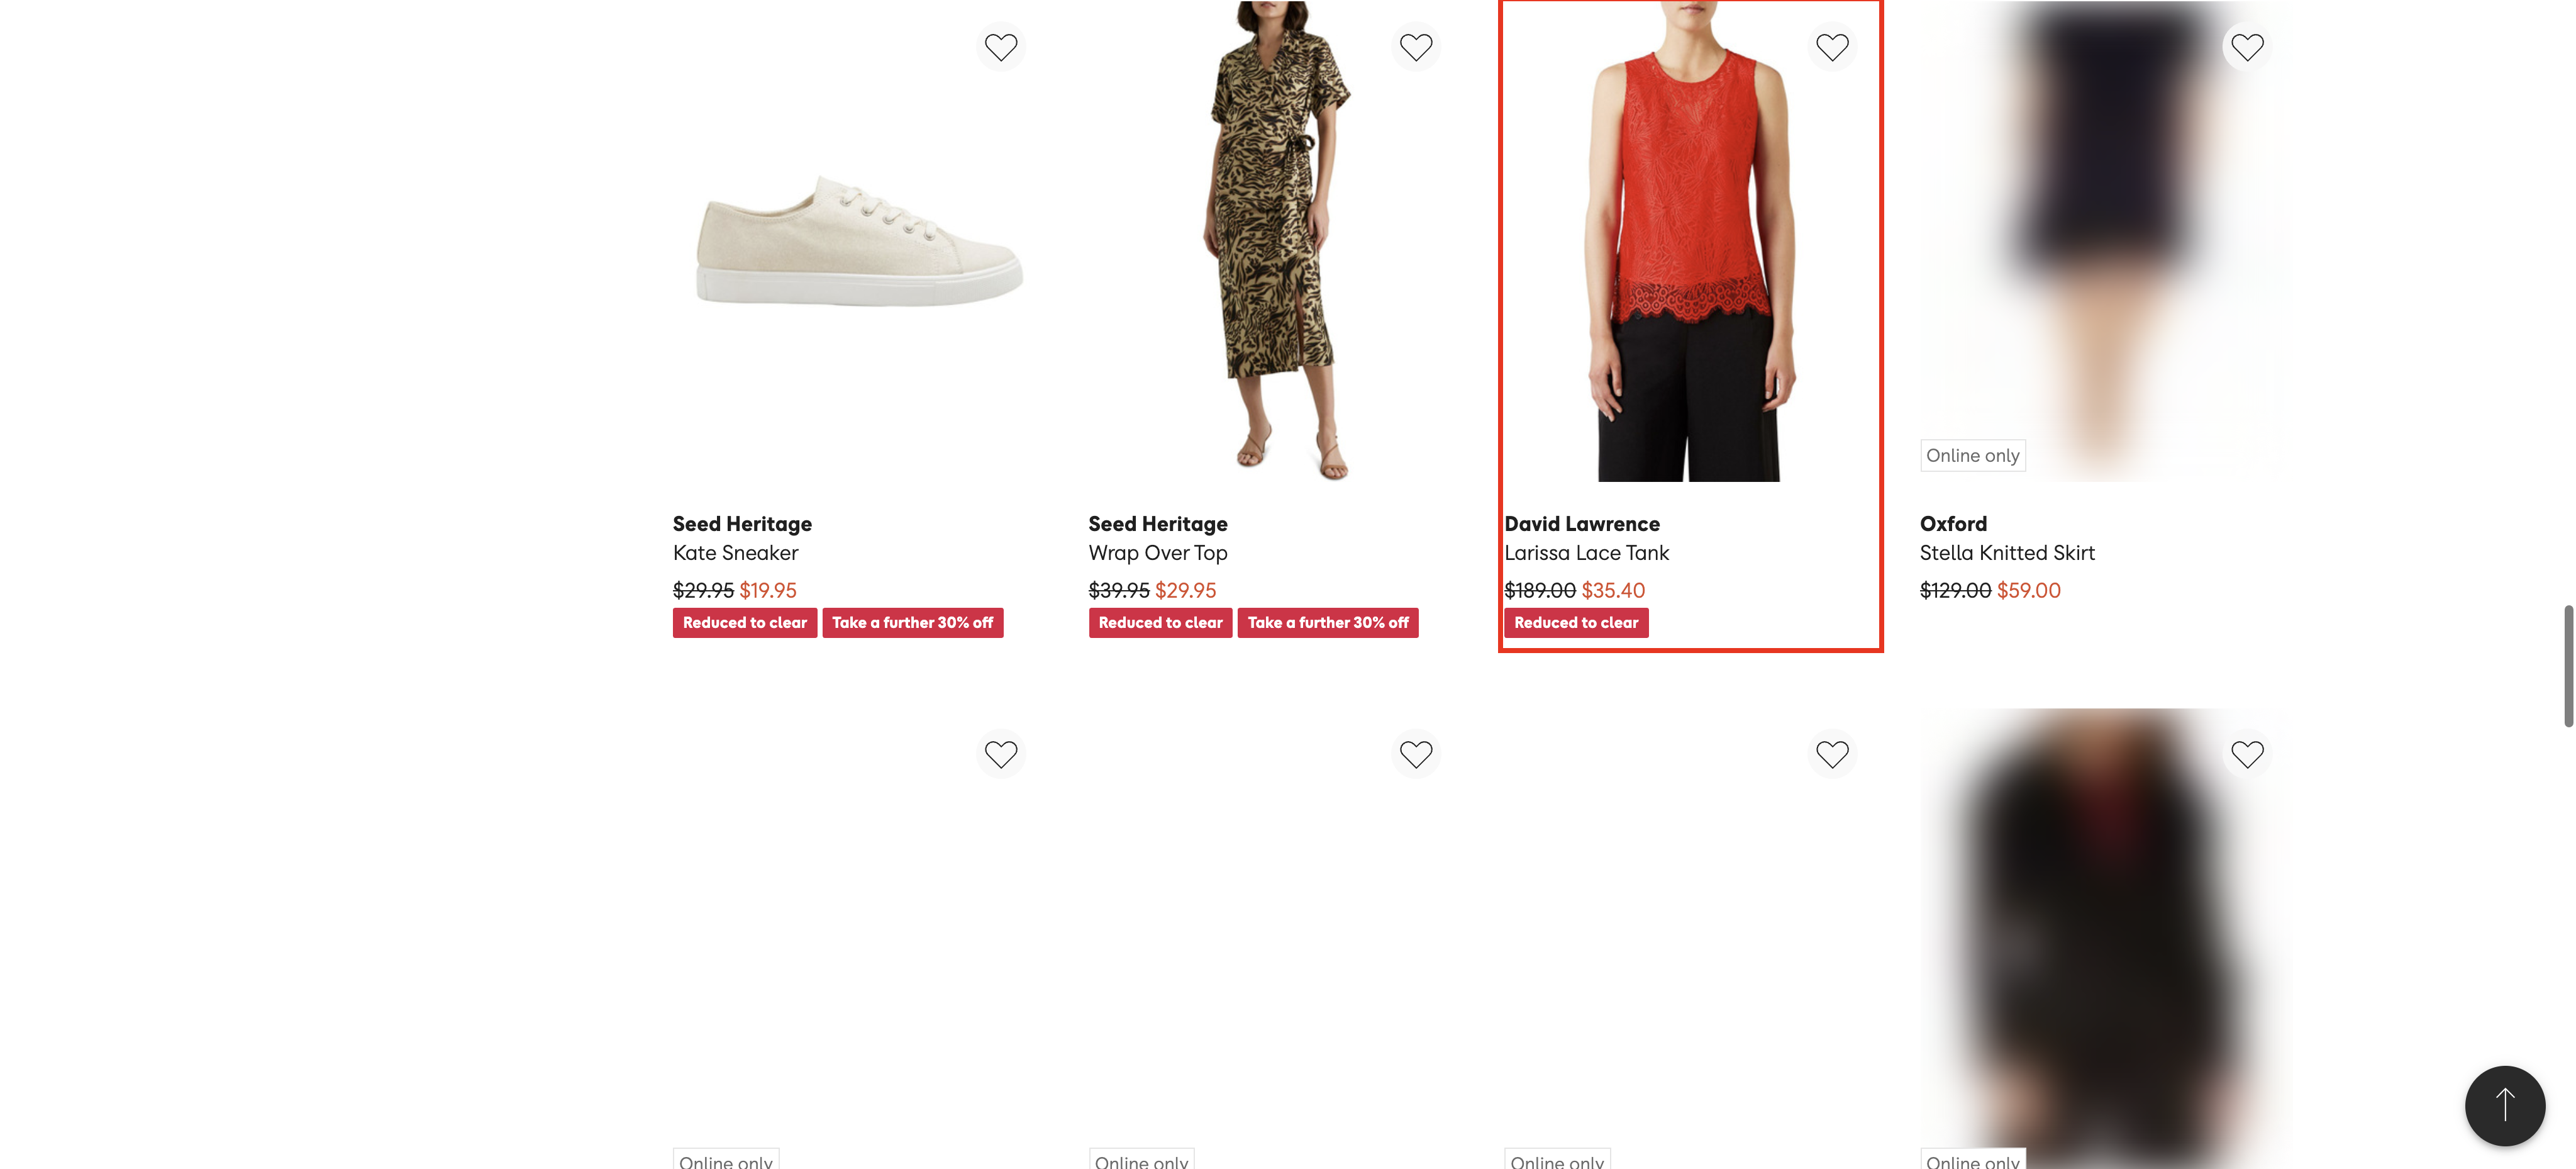 Online only
Seed Heritage
Kate Sneaker
$29.95 $19.95
Reduced to clear Take a further 30% off
Seed Heritage
Wrap Over Top
$39.95 $29.95
Reduced to clear Take a further 30% off
David Lawrence
Larissa Lace Tank
$189.00 $35.40
Reduced to clear
Oxford
Stella Knitted Skirt
$129.00 $59.00
Online only
Online only
Online only
Online only